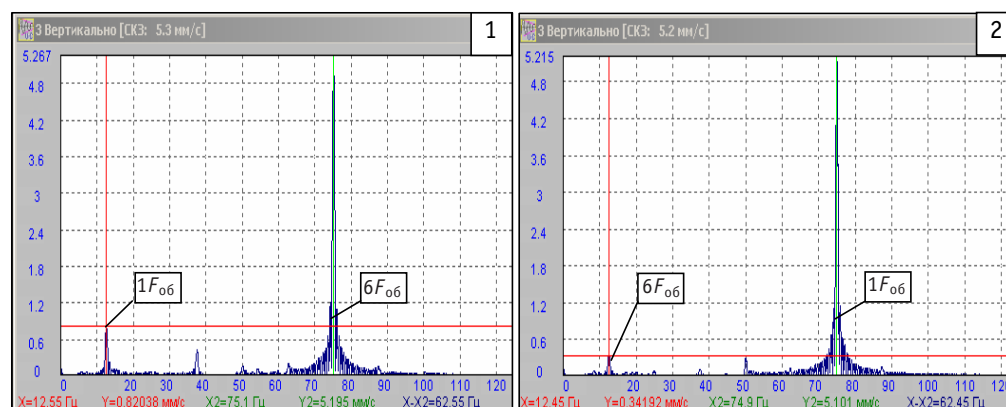 3 Вертикально [СКЗ: 5.3 мм/с]
1
5.267
4.8
4.2
3.6
3
2.4
1.8
1.2
0.6
0
1Fоб
6Fоб
0 10 20 30 40 50 60 70 80 90 100 110 120
X=12.55 Гц Y=0.82038 мм/с X2=75.1 Гц Y2=5.195 мм/с X-X2=62.55 Гц
3 Вертикально [СКЗ: 5.2 мм/с]
2
5.215
4.8
4.2
3.6
3
2.4
1.8
1.2
0.6
0
6Fоб
1Fоб
0 10 20 30 40 50 60 70 80 90 100 110 12
X=12.45 Гц Y=0.34192 мм/с X2=74.9 Гц Y2=5.101 мм/с X-X2=62.45 Гц